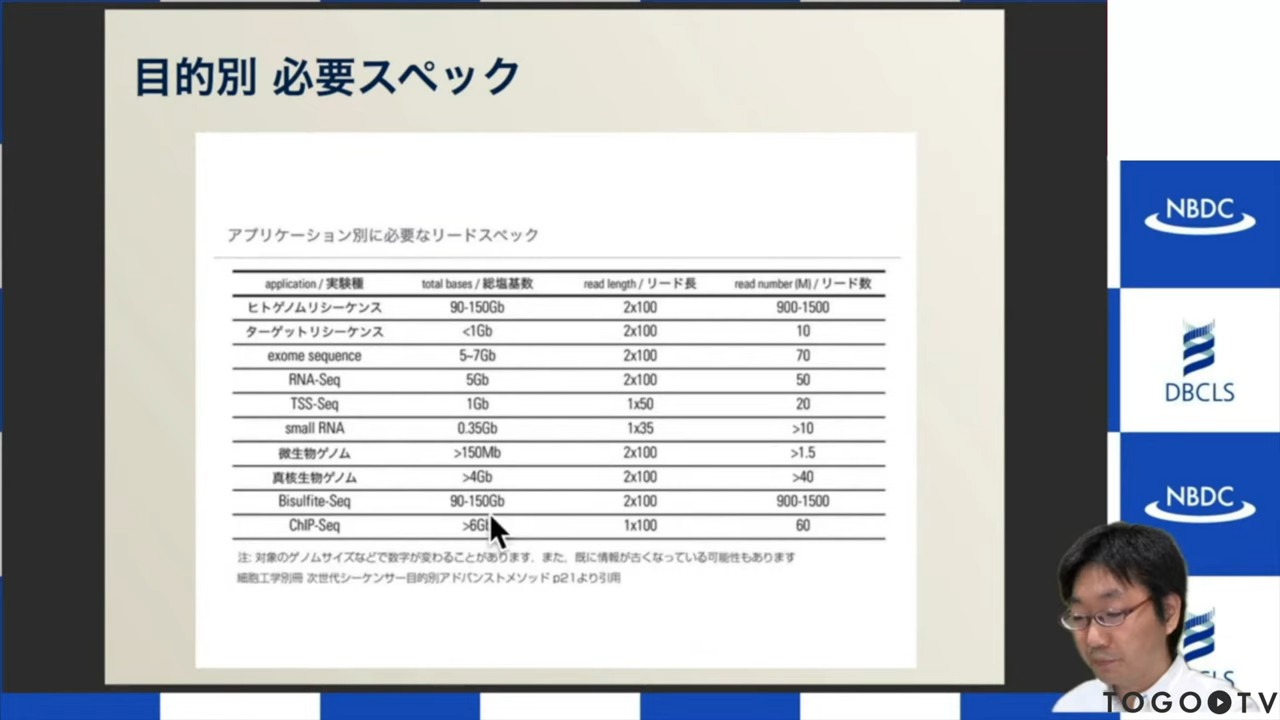 目的別 必要スペック
アプリケーション別に必要なリードスペック
application / 実験種 total bases / 総塩基数 read length / リード長 read number (M) / リード数
ヒトゲノムリシーケンス 90-150Gb 2x100 900-1500
ターゲットリシーケンス <1Gb 2x100 10
exome sequence 5~7Gb 2x100 70
RNA-Seq 5Gb 2x100 50
TSS-Seq 1Gb 1x50 20
small RNA 0.35Gb 1x35 >10
微生物ゲノム >150Mb 2x100 >1.5
真核生物ゲノム >4Gb 2x100 >40
Bisulfite-Seq 90-150Gb 2x100 900-1500
ChIP-Seq >6Gb 1x100 60
注: 対象のゲノムサイズなどで数字が変わることがあります．また、既に情報が古くなっている可能性もあります
細胞工学別冊 次世代シーケンサー目的別アドバンストメソッド p21より引用
NBDC
DBCLS
NBDC
LS
TOGO TV